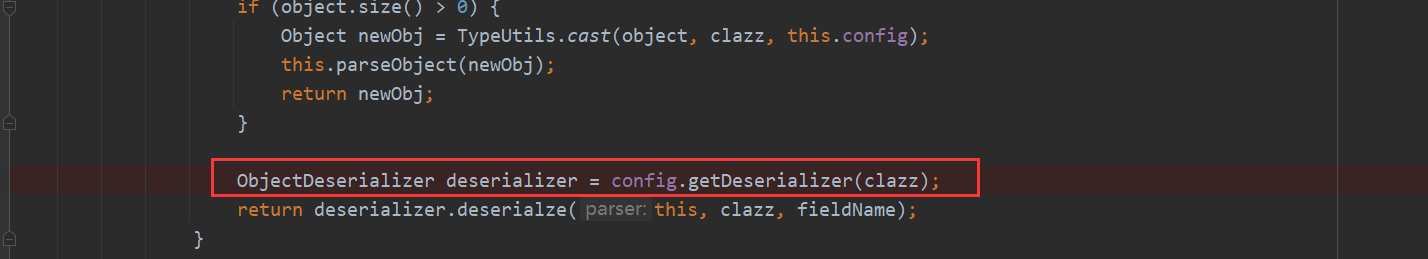 if (object.size() > 0) {
Object newObj = TypeUtils.cast(object, clazz, this.config);
this.parseObject(newObj);
return newObj;
}
ObjectDeserializer deserializer = config.getDeserializer(clazz);
return deserializer.deserialze( parser: this, clazz, fieldName);
}